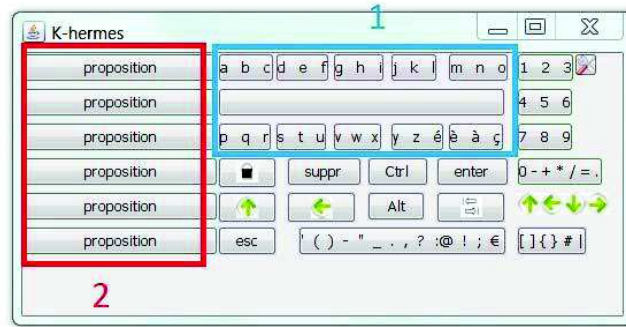 1
K-hermes
proposition a b c d e f g h i j k l m n o 1 2 3
proposition 4 5 6
proposition p q r s t u v w x y z é è à ç 7 8 9
proposition suppr Ctrl enter 0 - + * / = .
proposition Alt
proposition esc ' ( ) - " _ . , ? : @ ! ; € [ ] { } # |
2